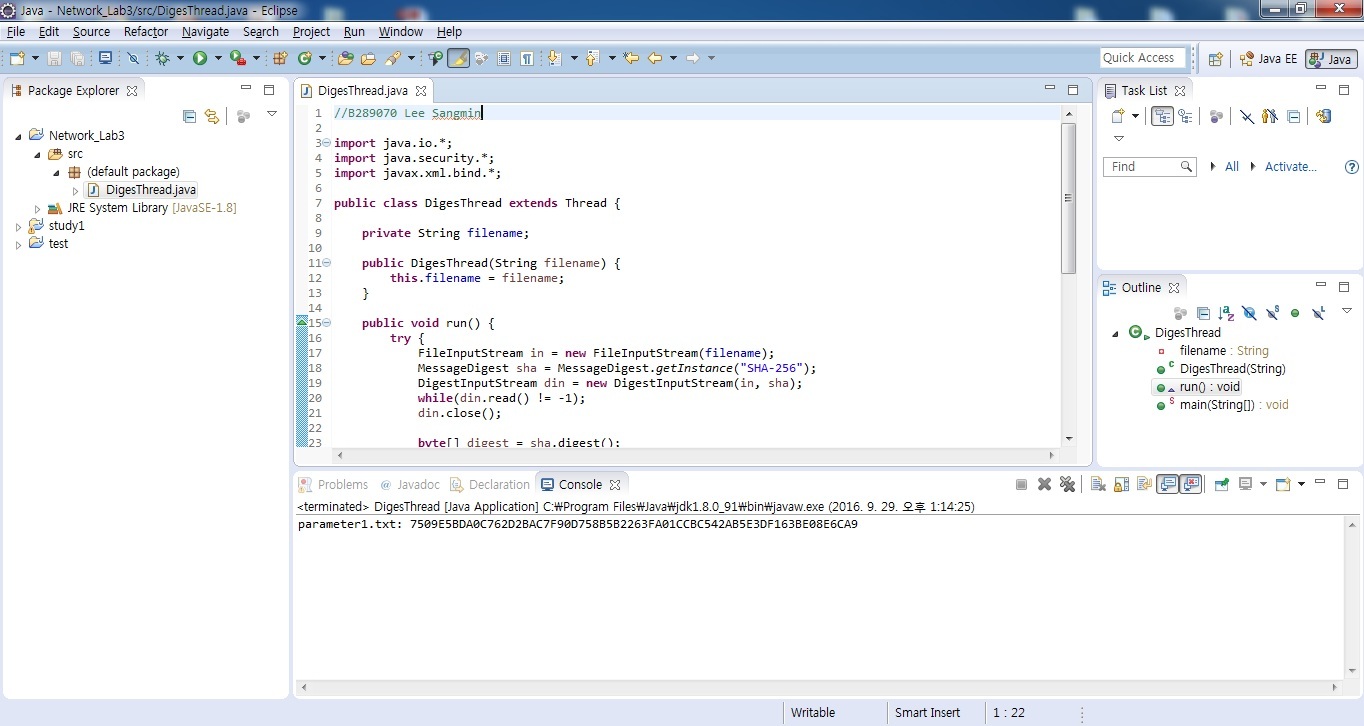 Java - Network_Lab3/src/DigesThread.java - Eclipse
File Edit Source Refactor Navigate Search Project Run Window Help
Quick Access Java EE Java
Package Explorer
Network_Lab3
src
(default package)
DigesThread.java
JRE System Library [JavaSE-1.8]
study1
test
DigesThread.java
1 //B289070 Lee Sangmin
2
3 import java.io.*;
4 import java.security.*;
5 import javax.xml.bind.*;
6
7 public class DigesThread extends Thread {
8
9 private String filename;
10
11 public DigesThread(String filename) {
12 this.filename = filename;
13 }
14
15 public void run() {
16 try {
17 FileInputStream in = new FileInputStream(filename);
18 MessageDigest sha = MessageDigest.getInstance("SHA-256");
19 DigestInputStream din = new DigestInputStream(in, sha);
20 while(din.read() != -1);
21 din.close();
22
23 byte[] digest = sha.digest();
Task List
Find All Activate...
Outline
DigesThread
filename : String
DigesThread(String)
run() : void
main(String[]) : void
Problems Javadoc Declaration Console
<terminated> DigesThread [Java Application] C:₩Program Files₩Java₩jdk1.8.0_91₩bin₩javaw.exe (2016. 9. 29. 오후 1:14:25)
parameter1.txt: 7509E5BDA0C762D2BAC7F90D758B5B2263FA01CCBC542AB5E3DF163BE08E6CA9
Writable Smart Insert 1 : 22